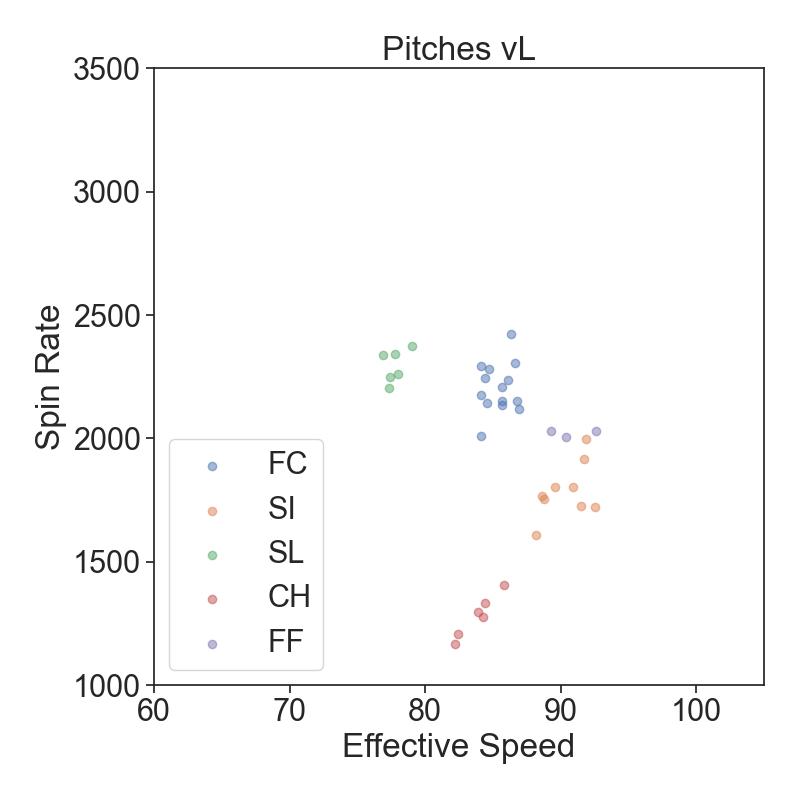 Pitches vL
3500
3000
2500
2000
1500
1000
Spin Rate
FC
SI
SL
CH
FF
60 70 80 90 100
Effective Speed